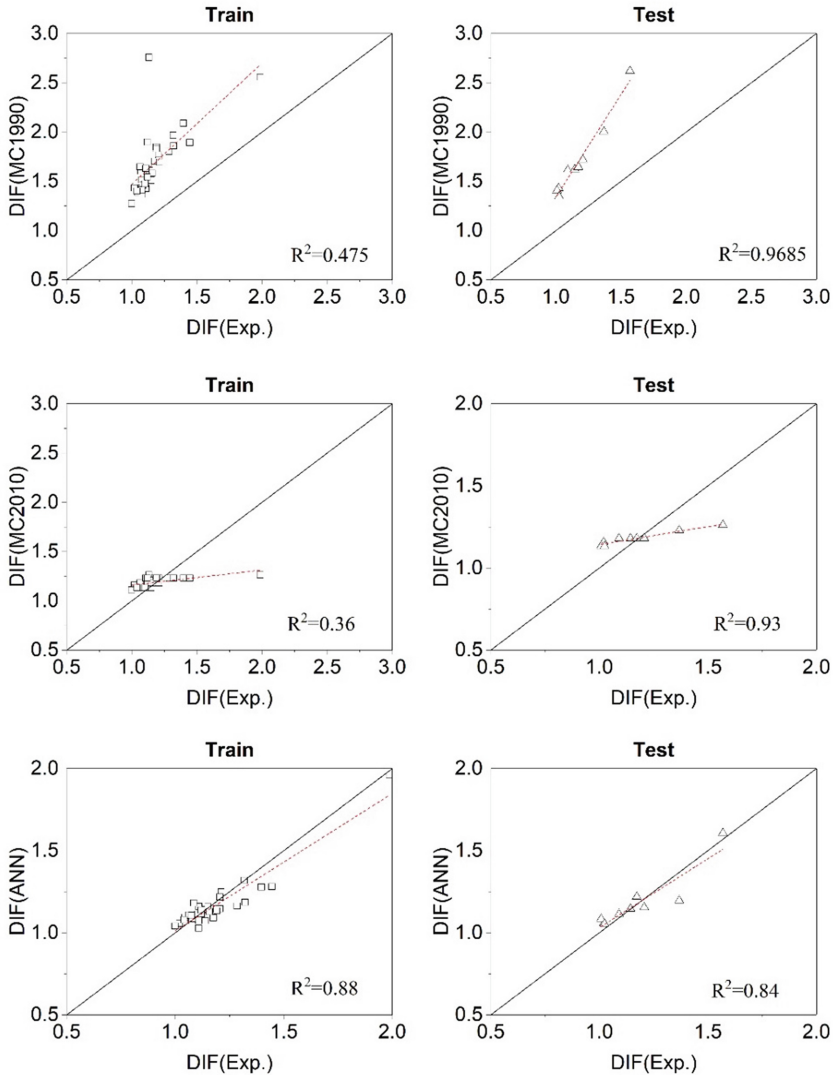 Train
3.0
2.5
2.0
1.5
1.0
0.5
DIF(MC1990)
R²=0.475
0.5 1.0 1.5 2.0 2.5 3.0
DIF(Exp.)
Test
3.0
2.5
2.0
1.5
1.0
0.5
DIF(MC1990)
R²=0.9685
0.5 1.0 1.5 2.0 2.5 3.0
DIF(Exp.)
Train
3.0
2.5
2.0
1.5
1.0
0.5
DIF(MC2010)
R²=0.36
0.5 1.0 1.5 2.0 2.5 3.0
DIF(Exp.)
Test
2.0
1.5
1.0
0.5
DIF(MC2010)
R²=0.93
0.5 1.0 1.5 2.0
DIF(Exp.)
Train
2.0
1.5
1.0
0.5
DIF(ANN)
R²=0.88
0.5 1.0 1.5 2.0
DIF(Exp.)
Test
2.0
1.5
1.0
0.5
DIF(ANN)
R²=0.84
0.5 1.0 1.5 2.0
DIF(Exp.)